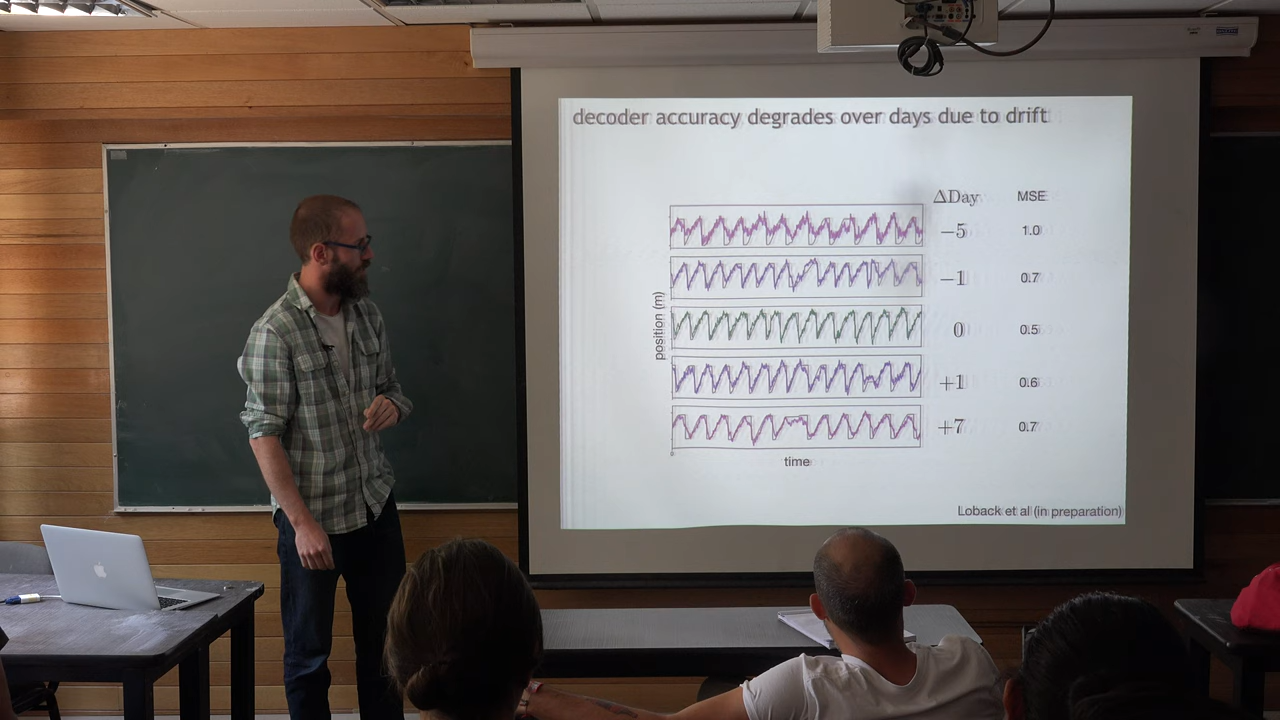 decoder accuracy degrades over days due to drift
ΔDay MSE
−5 1.0
−1 0.7
0 0.5
+1 0.6
+7 0.7
position (m)
time
Loback et al (in preparation)